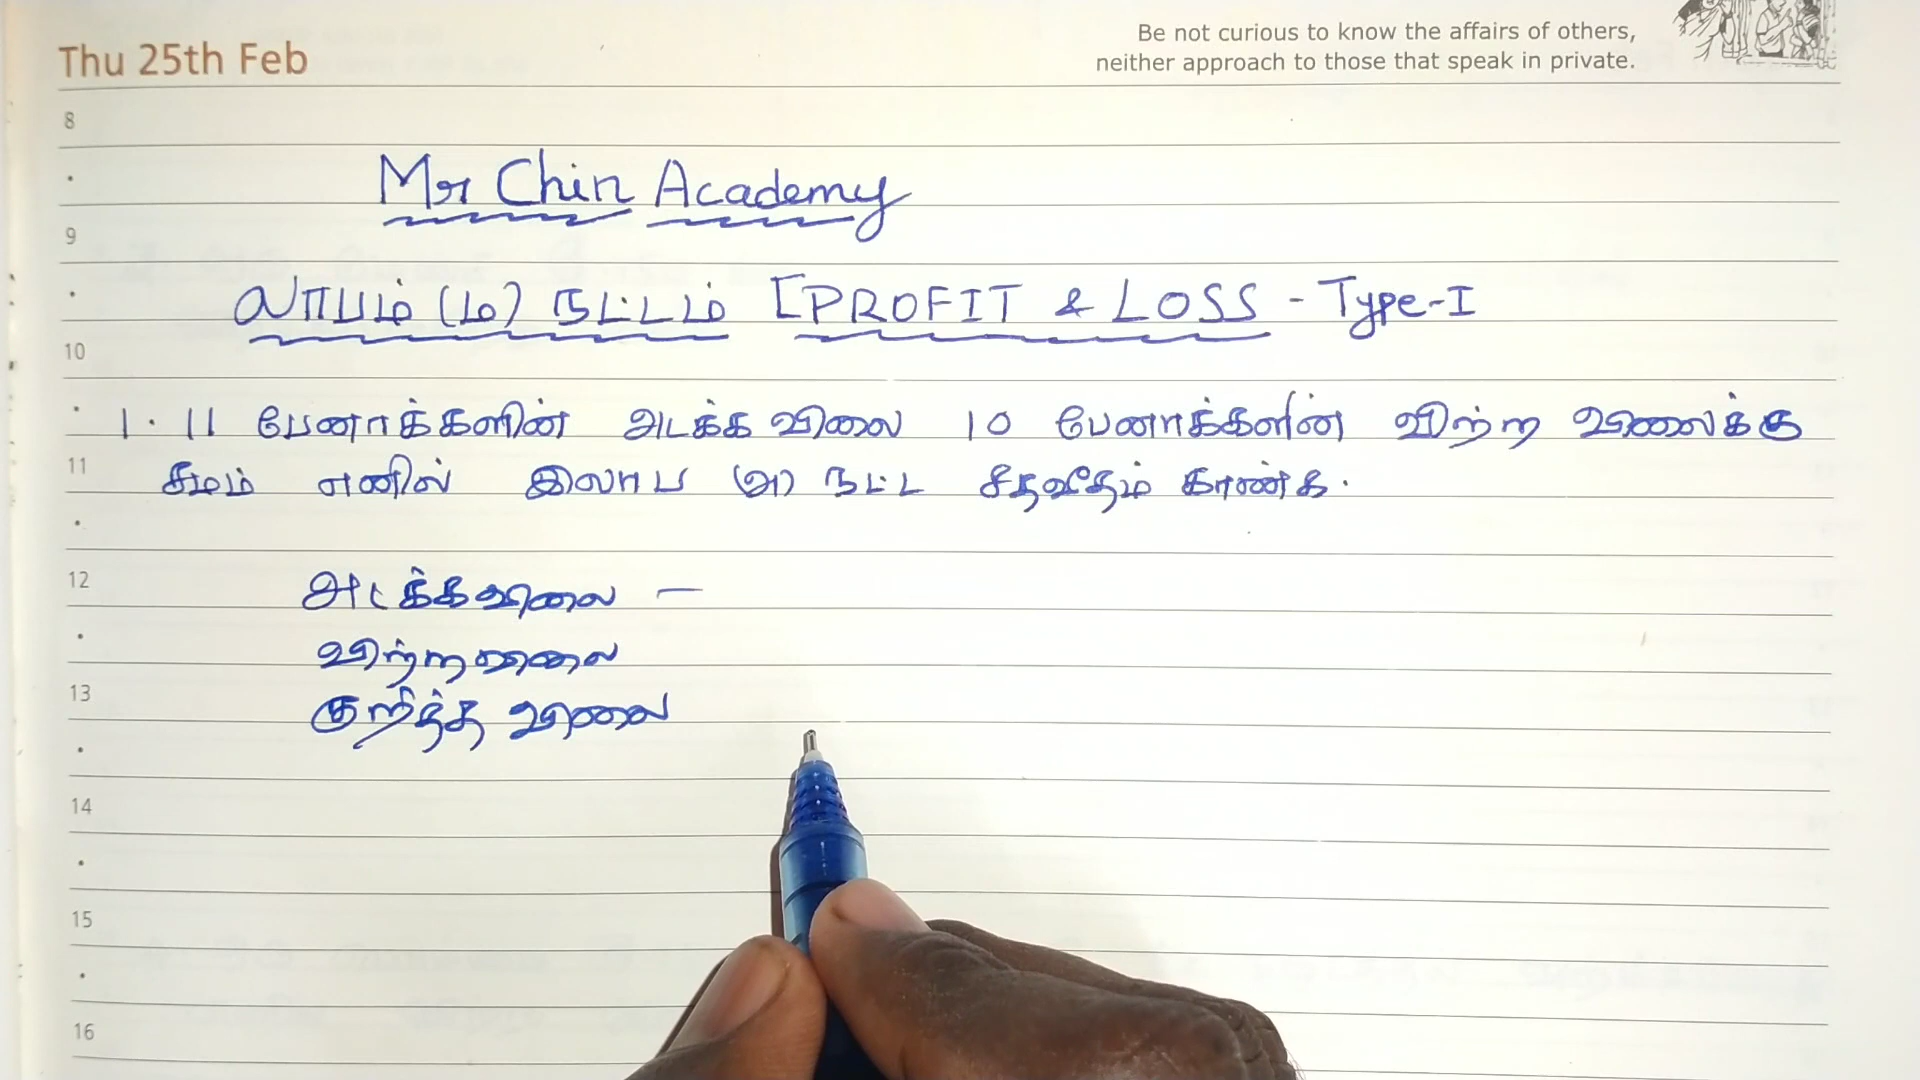 Thu 25th Feb
Be not curious to know the affairs of others,
neither approach to those that speak in private.
8
Mr Chin Academy
9
லாபம் (ம) நட்டம் [PROFIT & LOSS - Type-I
10
1. 11 பேனாக்களின் அடக்க விலை 10 பேனாக்களின் விற்ற விலைக்கு
11
சமம் எனில் இலாப (அ) நட்ட சதவீதம் காண்க.
12
அடக்கவிலை —
விற்றவிலை
13
குறித்த விலை
14
15
16